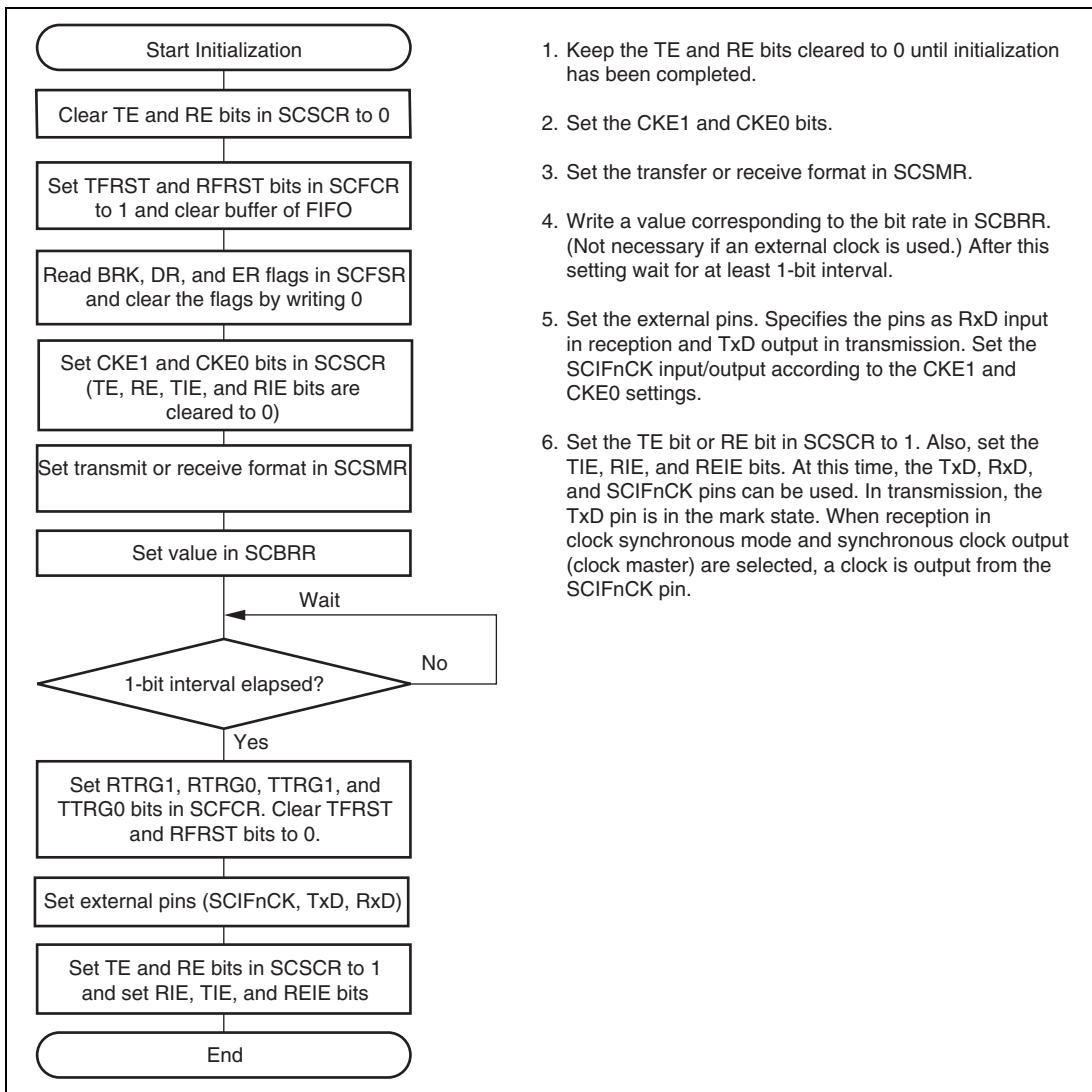 Start Initialization
Clear TE and RE bits in SCSCR to 0
Set TFRST and RFRST bits in SCFCR
to 1 and clear buffer of FIFO
Read BRK, DR, and ER flags in SCFSR
and clear the flags by writing 0
Set CKE1 and CKE0 bits in SCSCR
(TE, RE, TIE, and RIE bits are
cleared to 0)
Set transmit or receive format in SCSMR
Set value in SCBRR
Wait
1-bit interval elapsed?
No
Yes
Set RTRG1, RTRG0, TTRG1, and
TTRG0 bits in SCFCR. Clear TFRST
and RFRST bits to 0.
Set external pins (SCIFnCK, TxD, RxD)
Set TE and RE bits in SCSCR to 1
and set RIE, TIE, and REIE bits
End
1. Keep the TE and RE bits cleared to 0 until initialization
has been completed.
2. Set the CKE1 and CKE0 bits.
3. Set the transfer or receive format in SCSMR.
4. Write a value corresponding to the bit rate in SCBRR.
(Not necessary if an external clock is used.) After this
setting wait for at least 1-bit interval.
5. Set the external pins. Specifies the pins as RxD input
in reception and TxD output in transmission. Set the
SCIFnCK input/output according to the CKE1 and
CKE0 settings.
6. Set the TE bit or RE bit in SCSCR to 1. Also, set the
TIE, RIE, and REIE bits. At this time, the TxD, RxD,
and SCIFnCK pins can be used. In transmission, the
TxD pin is in the mark state. When reception in
clock synchronous mode and synchronous clock output
(clock master) are selected, a clock is output from the
SCIFnCK pin.